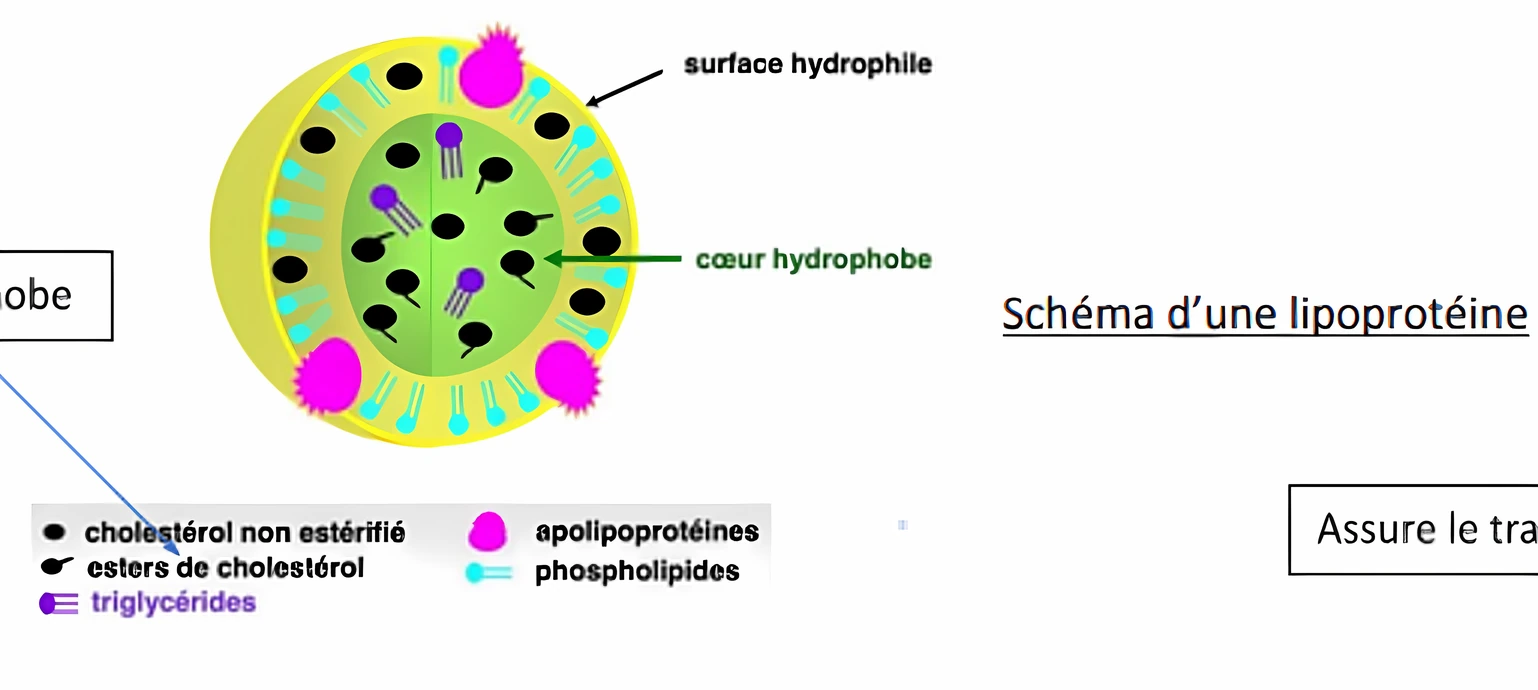 surface hydrophile
cœur hydrophobe
obe
Schéma d'une lipoprotéine
cholestérol non estérifié
esters de cholestérol
triglycérides
apolipoprotéines
phospholipides
Assure le tra